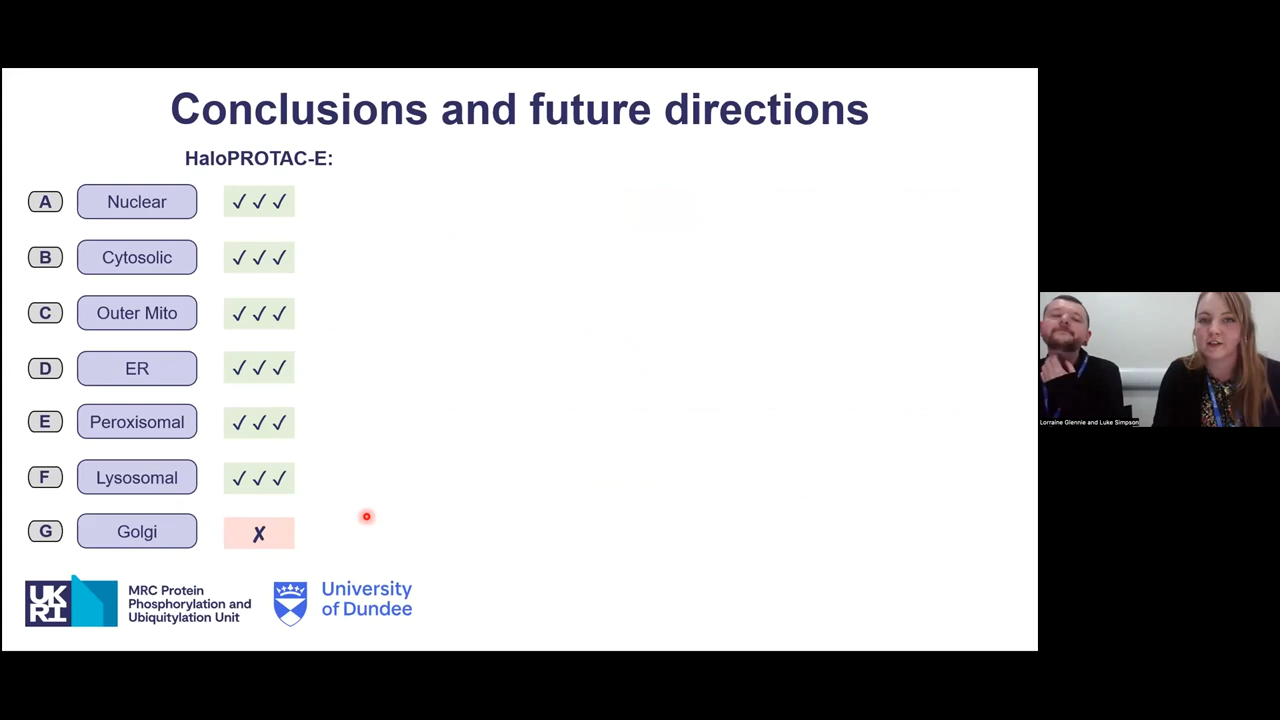 Conclusions and future directions
HaloPROTAC-E:
A Nuclear ✓ ✓ ✓
B Cytosolic ✓ ✓ ✓
C Outer Mito ✓ ✓ ✓
D ER ✓ ✓ ✓
E Peroxisomal ✓ ✓ ✓
F Lysosomal ✓ ✓ ✓
G Golgi ✗
UK
RI
MRC Protein
Phosphorylation and
Ubiquitylation Unit
University
of Dundee
Lorraine Glennie and Luke Simpson